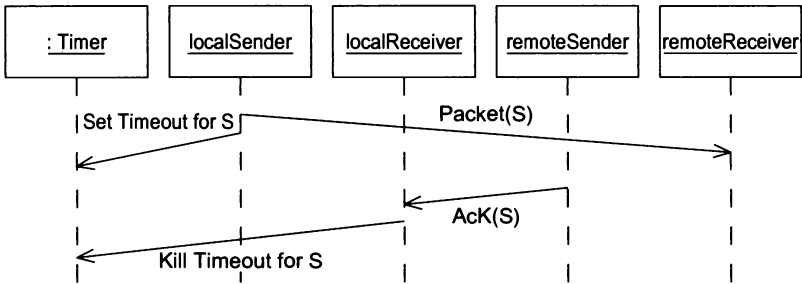 : Timer
localSender
localReceiver
remoteSender
remoteReceiver
Set Timeout for S
Packet(S)
AcK(S)
Kill Timeout for S